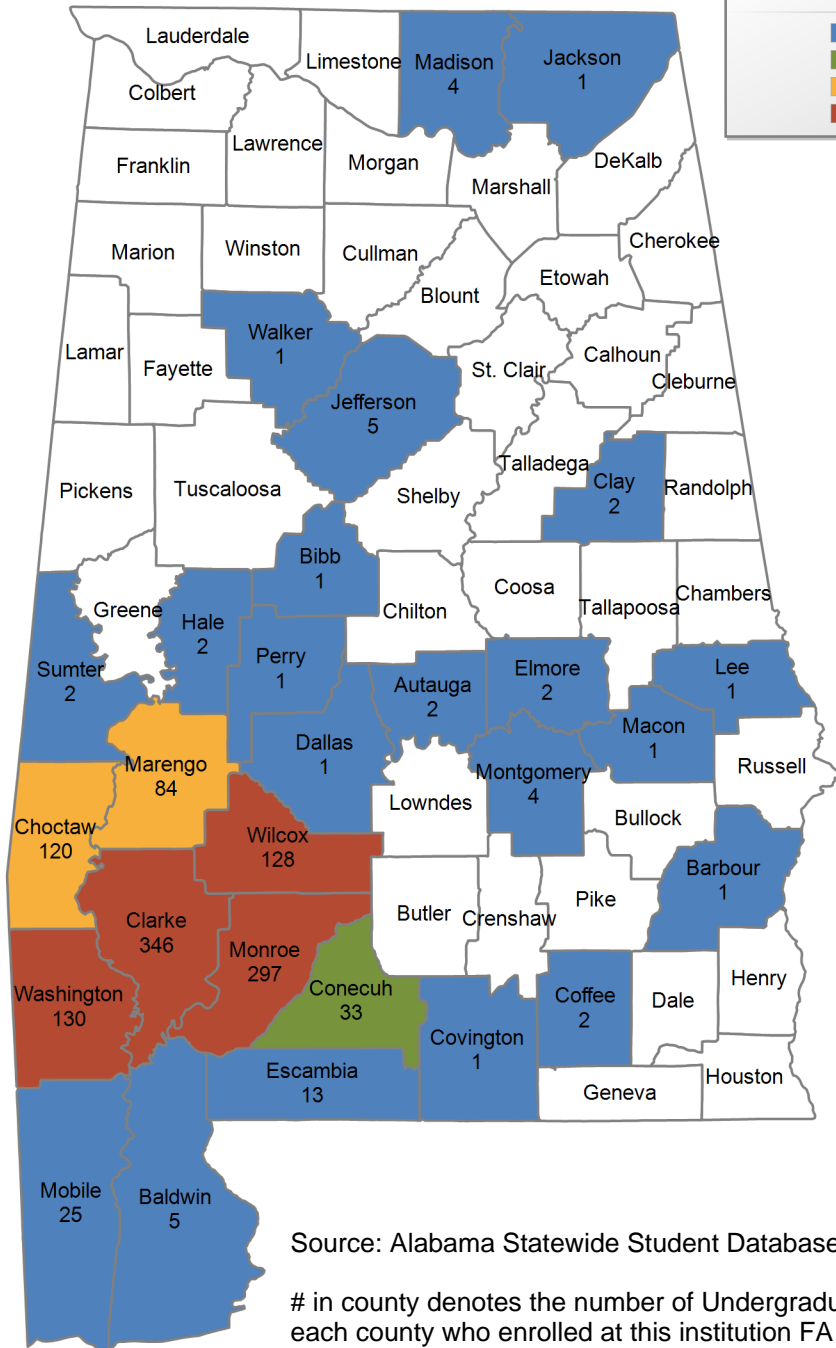 Lauderdale
Limestone
Madison
4
Jackson
1
Colbert
Lawrence
Franklin
Morgan
Marshall
DeKalb
Marion
Winston
Cullman
Cherokee
Etowah
Blount
Walker
1
Lamar
Fayette
St. Clair
Calhoun
Cleburne
Jefferson
5
Talladega
Clay
2
Randolph
Pickens
Tuscaloosa
Shelby
Bibb
1
Greene
Hale
2
Chilton
Coosa
Tallapoosa
Chambers
Sumter
2
Perry
1
Autauga
2
Elmore
2
Lee
1
Macon
1
Marengo
84
Dallas
1
Montgomery
4
Russell
Lowndes
Bullock
Choctaw
120
Wilcox
128
Barbour
1
Clarke
346
Monroe
297
Butler
Crenshaw
Pike
Washington
130
Conecuh
33
Coffee
2
Dale
Henry
Covington
1
Escambia
13
Geneva
Houston
Mobile
25
Baldwin
5
Source: Alabama Statewide Student Database
# in county denotes the number of Undergradu
each county who enrolled at this institution FA